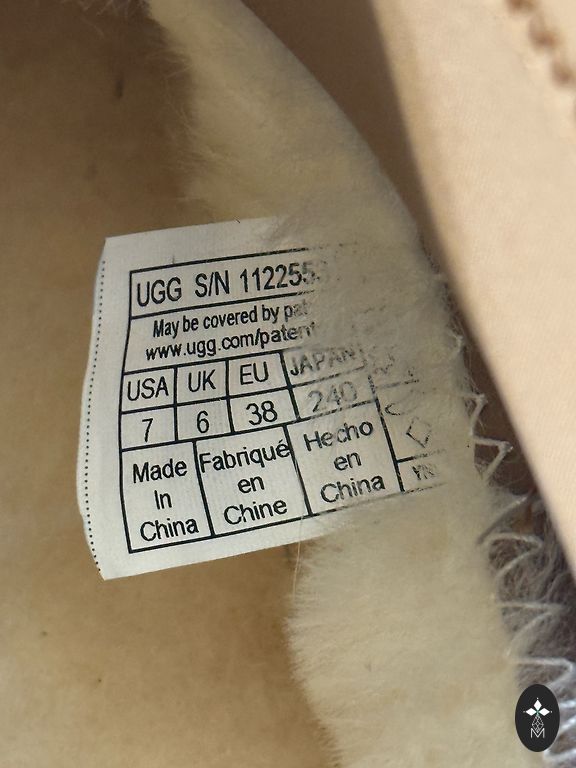 UGG S/N 112255
May be covered by pat
www.ugg.com/patent
USA UK EU JAPAN
7 6 38 240
Made Fabriqué Hecho
In en en
China Chine China
M